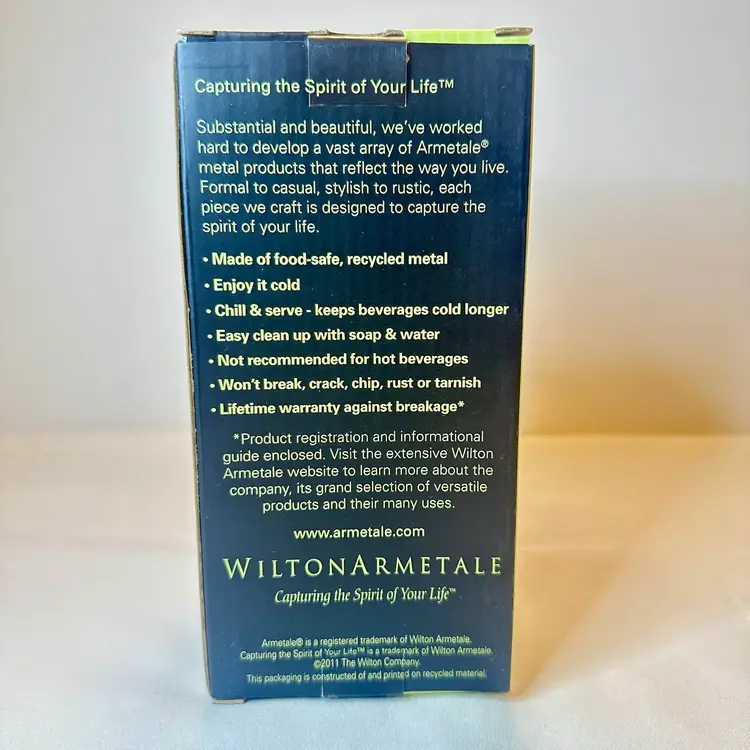 Capturing the Spirit of Your Life™
Substantial and beautiful, we've worked
hard to develop a vast array of Armetale®
metal products that reflect the way you live.
Formal to casual, stylish to rustic, each
piece we craft is designed to capture the
spirit of your life.
• Made of food-safe, recycled metal
• Enjoy it cold
• Chill & serve - keeps beverages cold longer
• Easy clean up with soap & water
• Not recommended for hot beverages
• Won't break, crack, chip, rust or tarnish
• Lifetime warranty against breakage*
*Product registration and informational
guide enclosed. Visit the extensive Wilton
Armetale website to learn more about the
company, its grand selection of versatile
products and their many uses.
www.armetale.com
WILTONARMETALE
Capturing the Spirit of Your Life™
Armetale® is a registered trademark of Wilton Armetale.
Capturing the Spirit of Your Life™ is a trademark of Wilton Armetale.
©2011 The Wilton Company.
This packaging is constructed of and printed on recycled material.